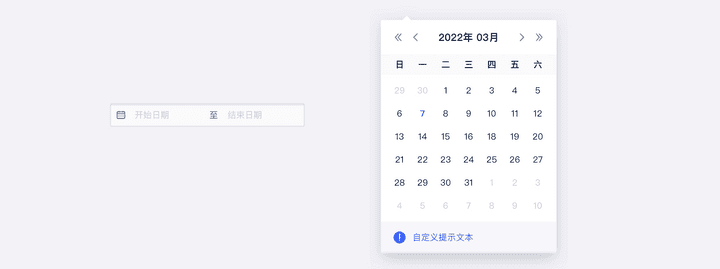 开始日期 至 结束日期
2022年 03月
日 一 二 三 四 五 六
29 30 1 2 3 4 5
6 7 8 9 10 11 12
13 14 15 16 18 19 20
21 22 23 24 25 26 27
28 29 30 31 1 2 3
4 5 6 7 8 9 10
自定义提示文本